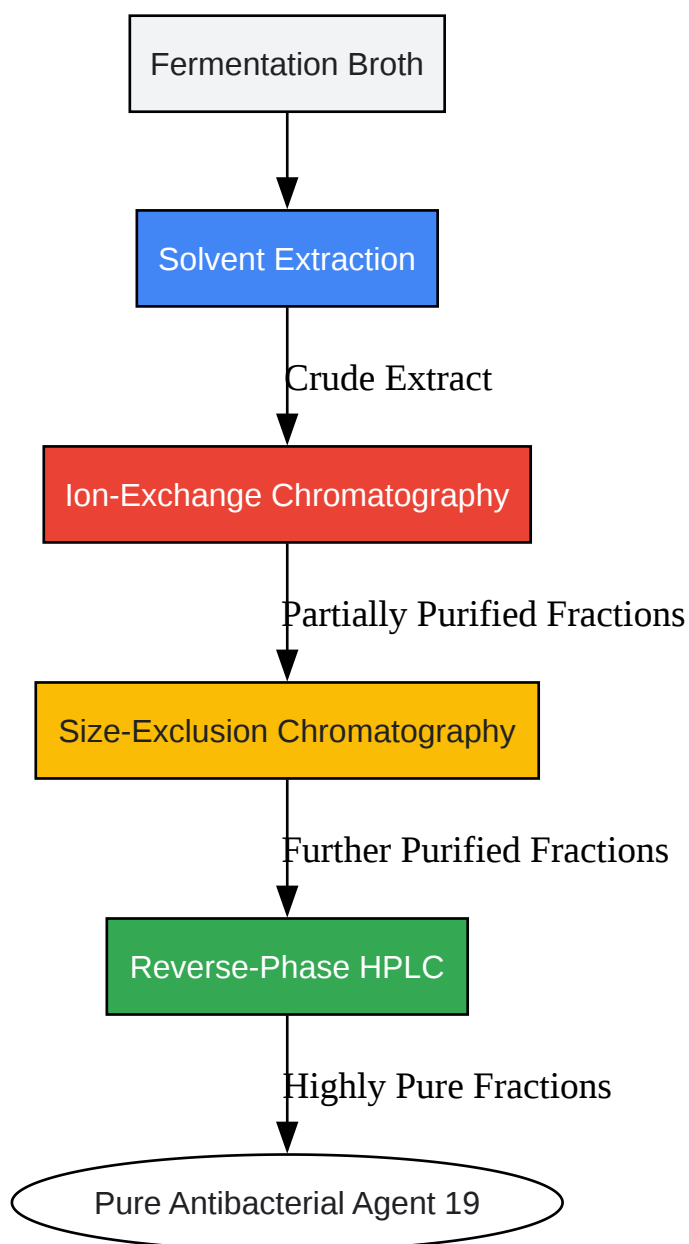 Fermentation Broth
Solvent Extraction
Crude Extract
Ion-Exchange Chromatography
Partially Purified Fractions
Size-Exclusion Chromatography
Further Purified Fractions
Reverse-Phase HPLC
Highly Pure Fractions
Pure Antibacterial Agent 19